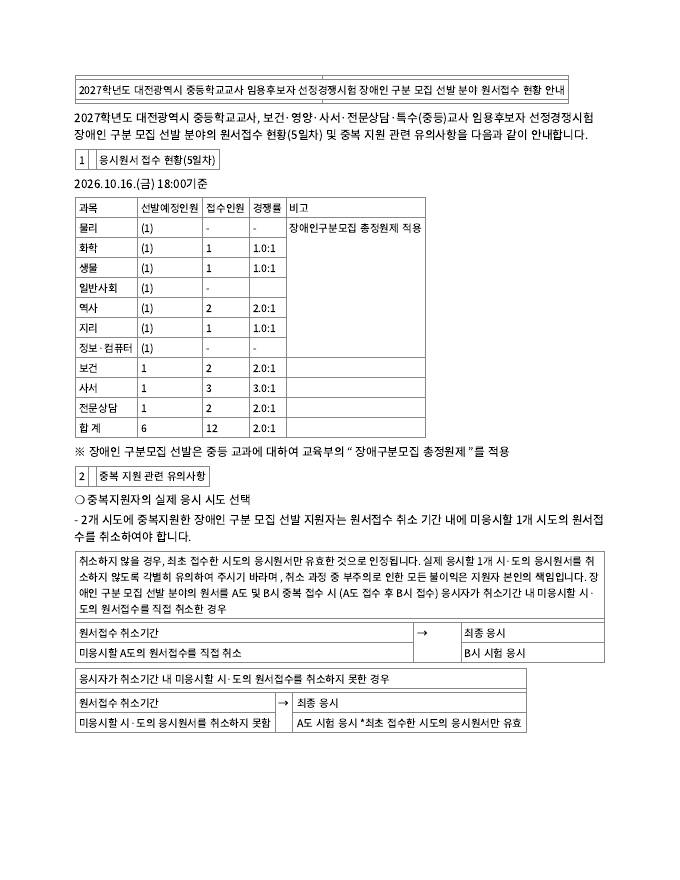 2027학년도 대전광역시 중등학교교사 임용후보자 선정경쟁시험 장애인 구분 모집 선발 분야 원서접수 현황 안내
2027학년도 대전광역시 중등학교교사, 보건·영양·사서·전문상담·특수(중등)교사 임용후보자 선정경쟁시험
장애인 구분 모집 선발 분야의 원서접수 현황(5일차) 및 중복 지원 관련 유의사항을 다음과 같이 안내합니다.
1 응시원서 접수 현황(5일차)
2026.10.16.(금) 18:00기준
과목 선발예정인원 접수인원 경쟁률 비고
물리 (1) - - 장애인구분모집 총정원제 적용
화학 (1) 1 1.0:1
생물 (1) 1 1.0:1
일반사회 (1) -
역사 (1) 2 2.0:1
지리 (1) 1 1.0:1
정보·컴퓨터 (1) - -
보건 1 2 2.0:1
사서 1 3 3.0:1
전문상담 1 2 2.0:1
합 계 6 12 2.0:1
※ 장애인 구분모집 선발은 중등 교과에 대하여 교육부의 “ 장애구분모집 총정원제 ”를 적용
2 중복 지원 관련 유의사항
❍ 중복지원자의 실제 응시 시도 선택
- 2개 시도에 중복지원한 장애인 구분 모집 선발 지원자는 원서접수 취소 기간 내에 미응시할 1개 시도의 원서접
수를 취소하여야 합니다.
취소하지 않을 경우, 최초 접수한 시도의 응시원서만 유효한 것으로 인정됩니다. 실제 응시할 1개 시·도의 응시원서를 취
소하지 않도록 각별히 유의하여 주시기 바라며, 취소 과정 중 부주의로 인한 모든 불이익은 지원자 본인의 책임입니다. 장
애인 구분 모집 선발 분야의 원서를 A도 및 B시 중복 접수 시 (A도 접수 후 B시 접수) 응시자가 취소기간 내 미응시할 시·
도의 원서접수를 직접 취소한 경우
원서접수 취소기간 → 최종 응시
미응시할 A도의 원서접수를 직접 취소 B시 시험 응시
응시자가 취소기간 내 미응시할 시·도의 원서접수를 취소하지 못한 경우
원서접수 취소기간 → 최종 응시
미응시할 시·도의 응시원서를 취소하지 못함 A도 시험 응시 *최초 접수한 시도의 응시원서만 유효